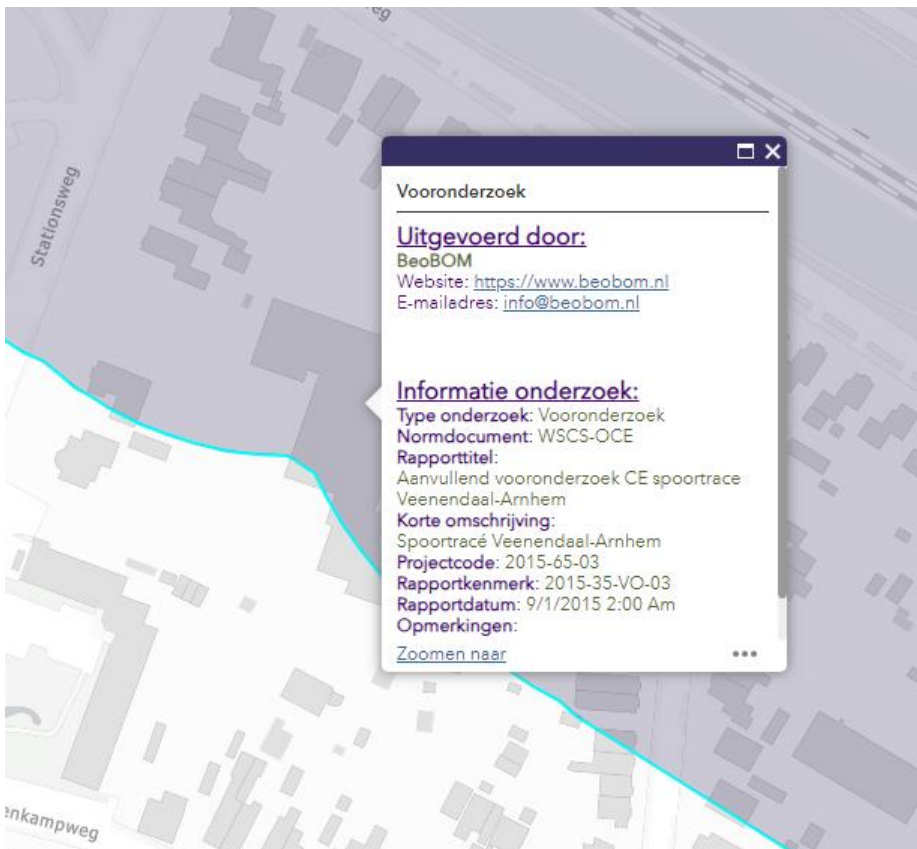 eg
Stationsweg
Vooronderzoek
Uitgevoerd door:
BeoBOM
Website: https://www.beobom.nl
E-mailadres: info@beobom.nl
Informatie onderzoek:
Type onderzoek: Vooronderzoek
Normdocument: WSCS-OCE
Rapporttitel:
Aanvullend vooronderzoek CE spoortrace
Veenendaal-Arnhem
Korte omschrijving:
Spoortracé Veenendaal-Arnhem
Projectcode: 2015-65-03
Rapportkenmerk: 2015-35-VO-03
Rapportdatum: 9/1/2015 2:00 Am
Opmerkingen:
Zoomen naar
enkampweg